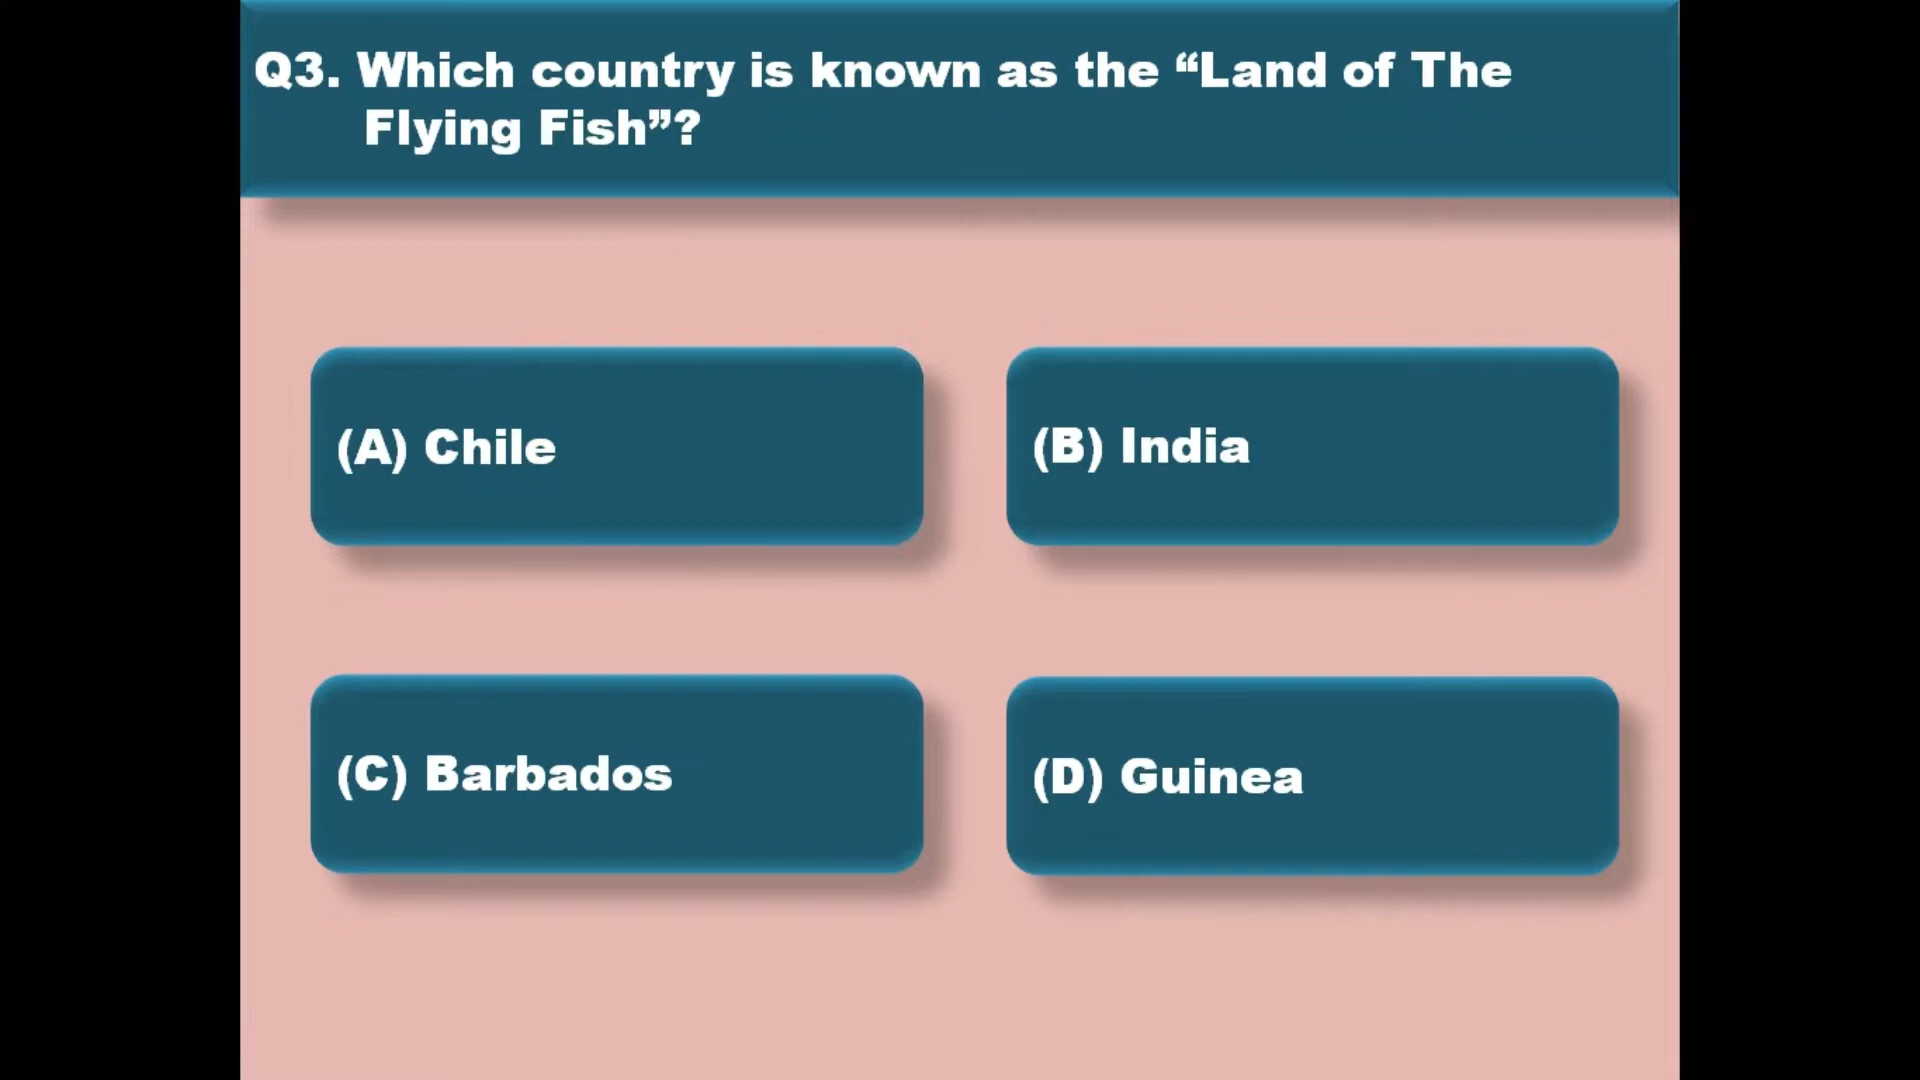 Q3. Which country is known as the “Land of The
Flying Fish”?
(A) Chile
(B) India
(C) Barbados
(D) Guinea